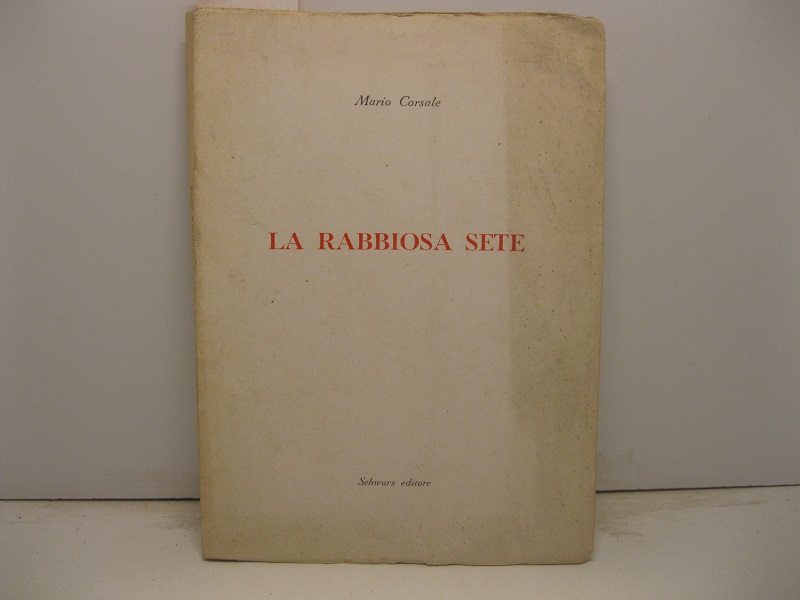 Mario Corsale
LA RABBIOSA SETE
Schwarz editore